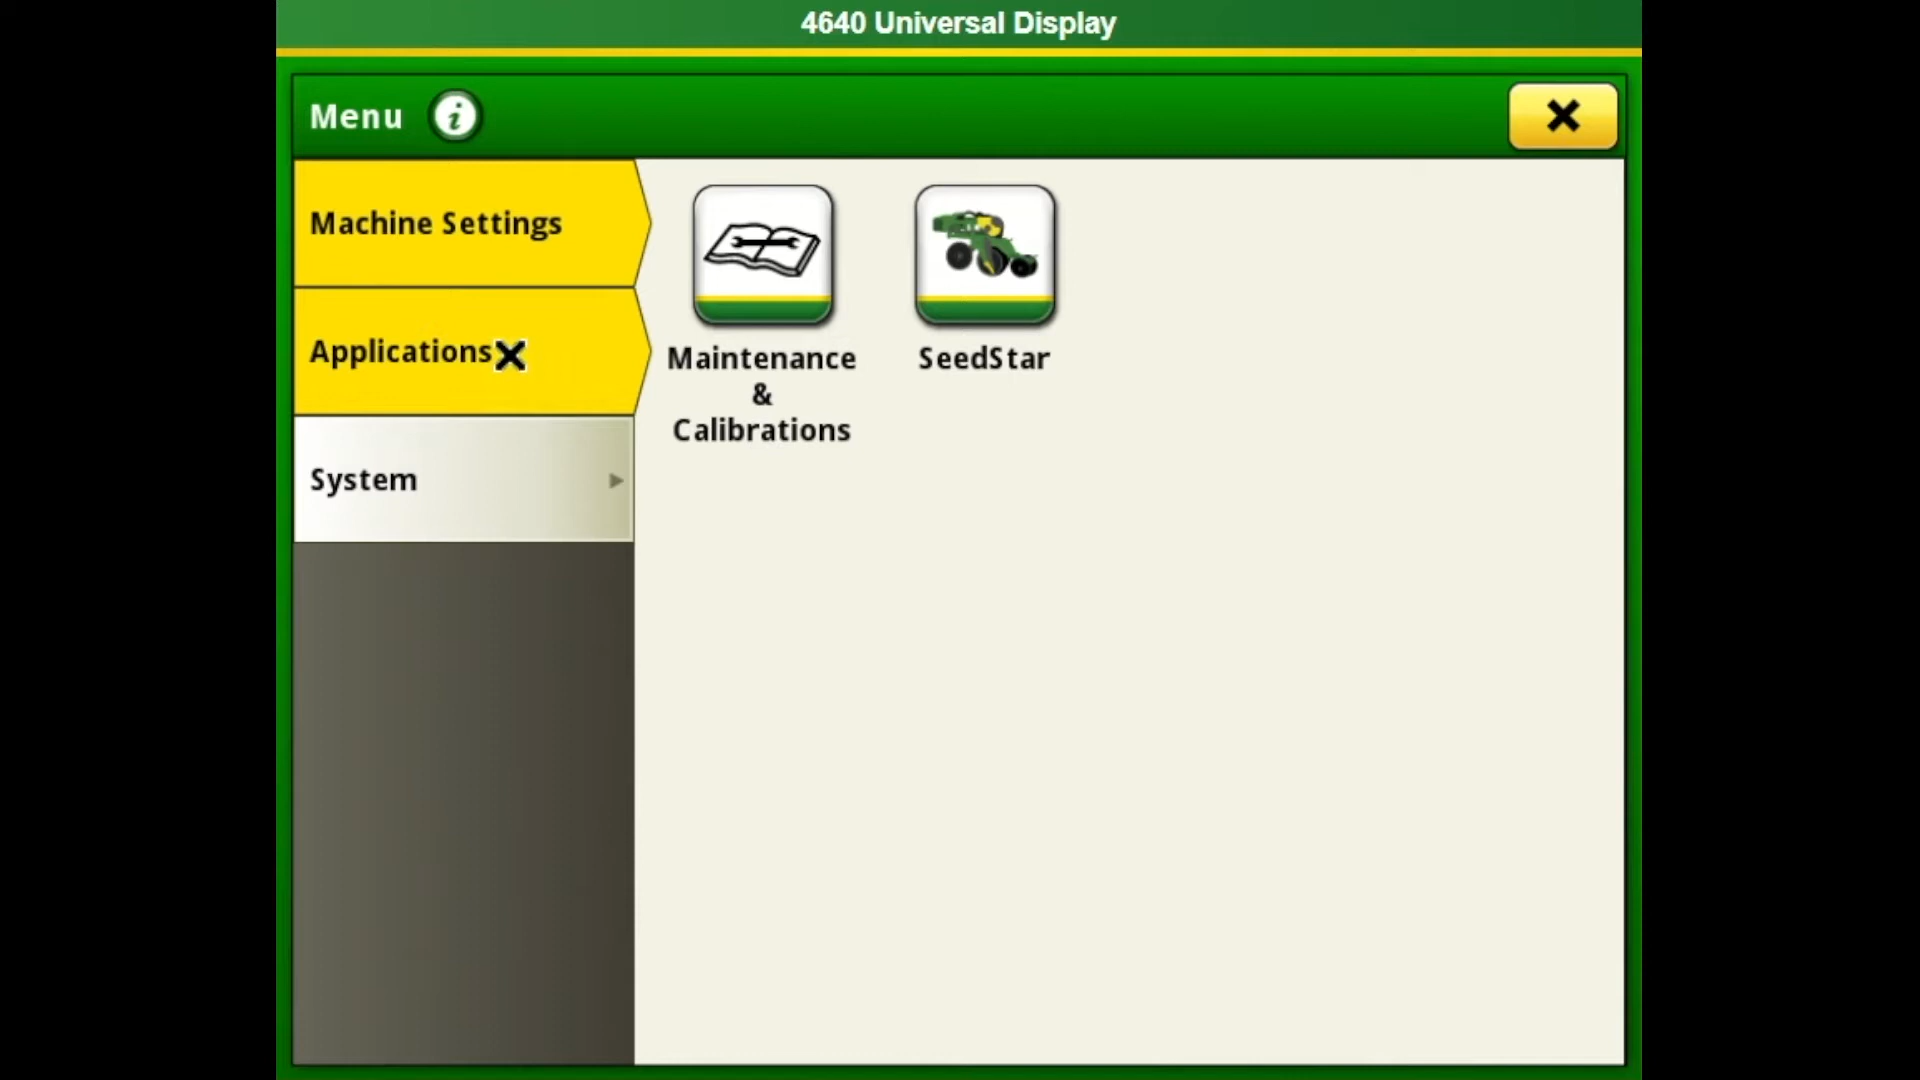 4640 Universal Display
Menu
Machine Settings
Applications
System
Maintenance
&
Calibrations
SeedStar